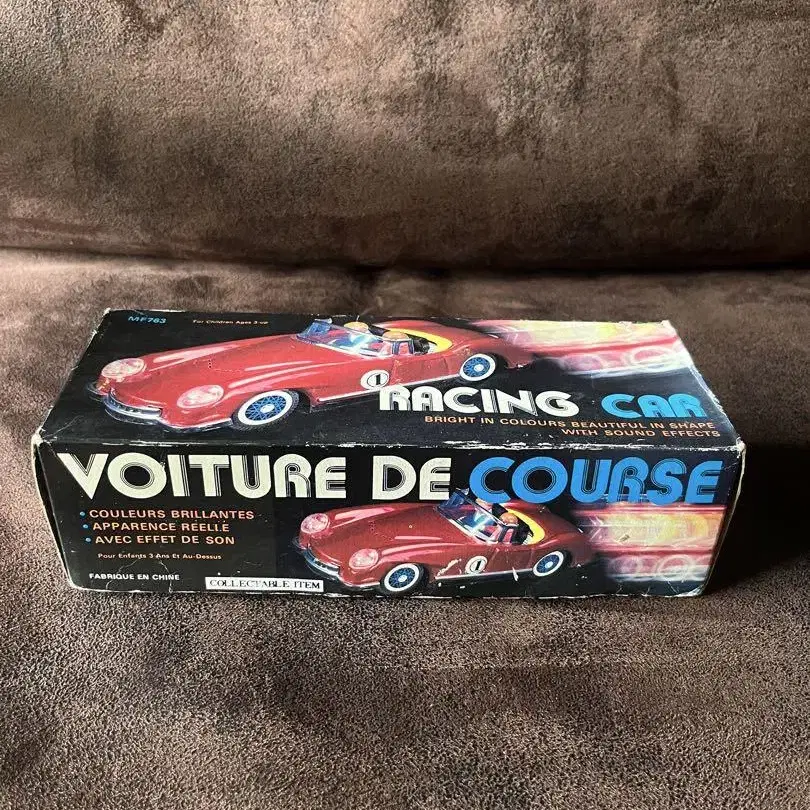 MF763
For Children Ages 3 up
1
RACING CAR
BRIGHT IN COLOURS BEAUTIFUL IN SHAPE
WITH SOUND EFFECTS
VOITURE DE COURSE
• COULEURS BRILLANTES
• APPARENCE RÉELLE
• AVEC EFFET DE SON
Pour Enfants 3 Ans Et Au-Dessus
FABRIQUE EN CHINE
COLLECTABLE ITEM
1